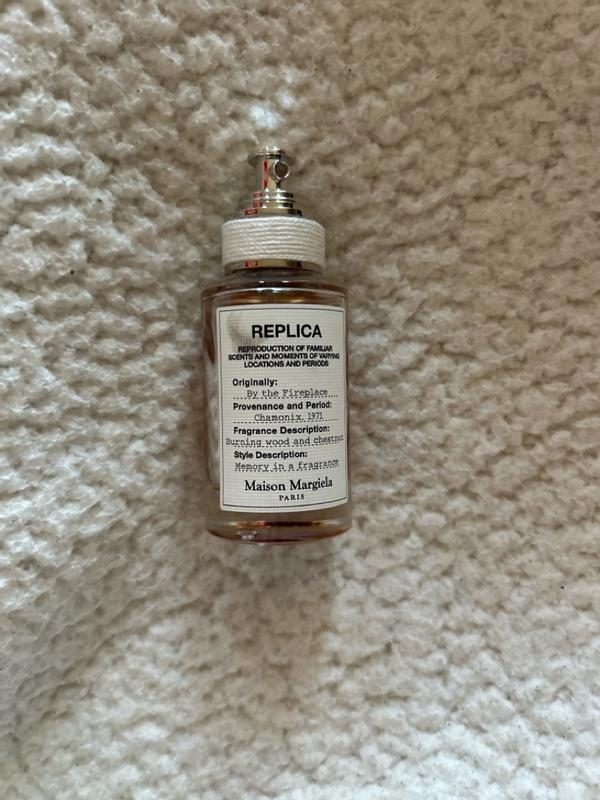 REPLICA
REPRODUCTION OF FAMILIAR
SCENTS AND MOMENTS OF VARYING
LOCATIONS AND PERIODS
Originally:
By the Fireplace
Provenance and Period:
Chamonix, 1971
Fragrance Description:
Burning wood and chestnut
Style Description:
Memory in a fragrance
Maison Margiela
PARIS